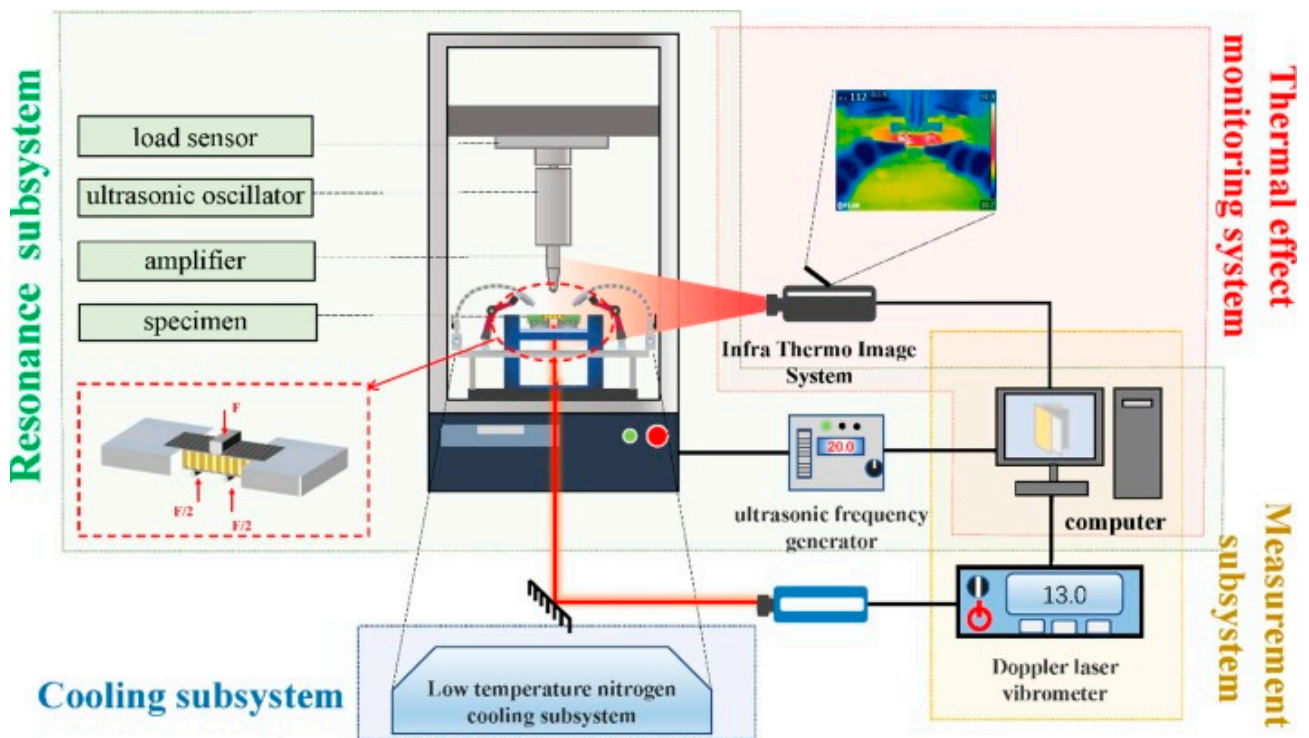 Resonance subsystem
load sensor
ultrasonic oscillator
amplifier
specimen
F
F/2
F/2
112
Infra Thermo Image
System
Thermal effect
monitoring system
20.0
ultrasonic frequency
generator
computer
Measurement
subsystem
13.0
Doppler laser
vibrometer
Cooling subsystem
Low temperature nitrogen
cooling subsystem